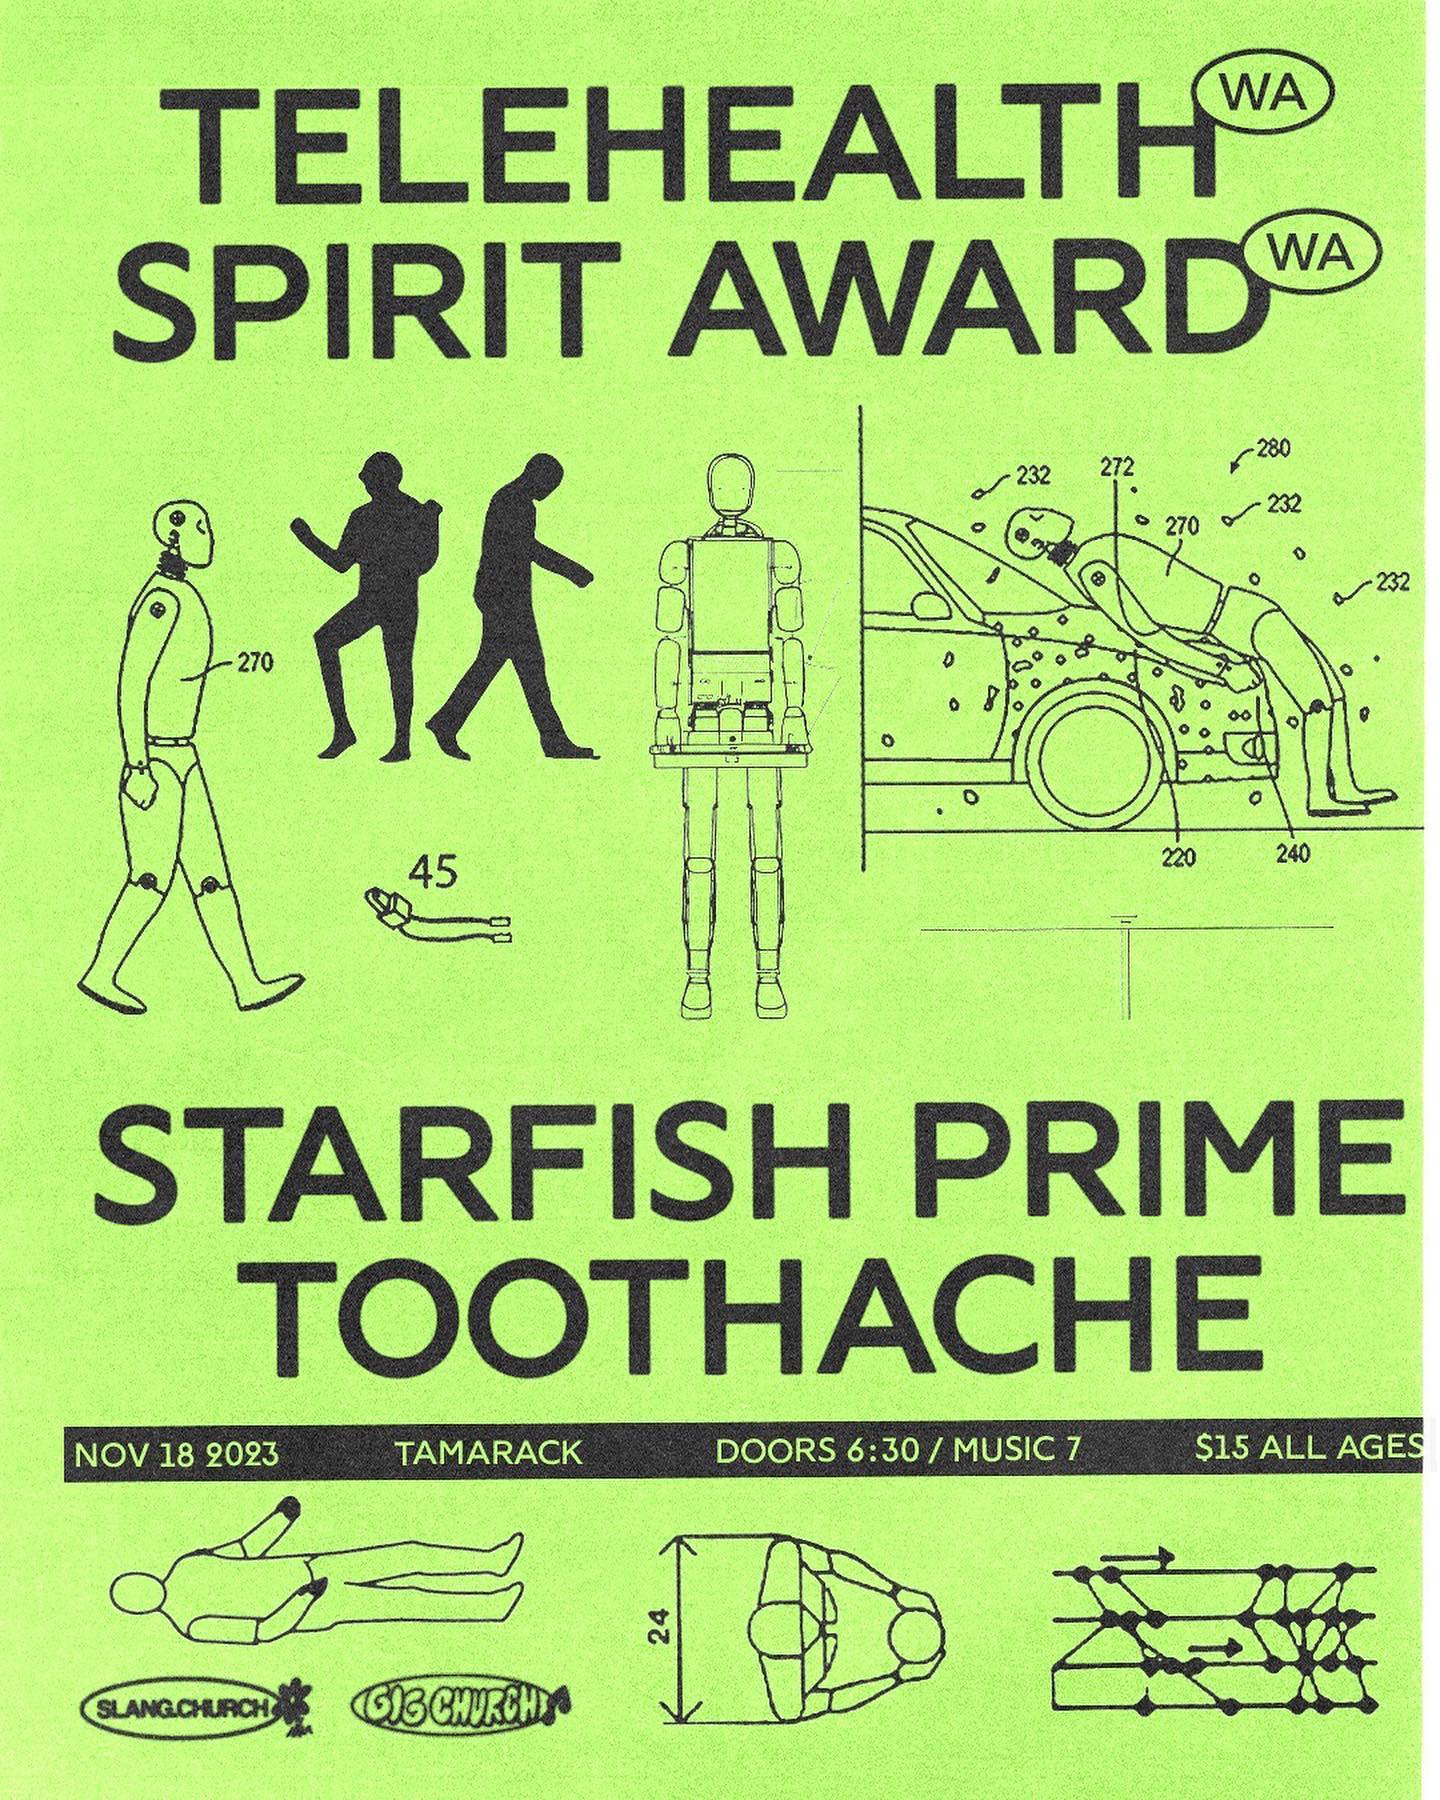 TELEHEALTH WA
SPIRIT AWARD WA
280
232
272
232
270
232
270
45
220
240
STARFISH PRIME
TOOTHACHE
NOV 18 2023 TAMARACK DOORS 6:30 / MUSIC 7 $15 ALL AGES
24
SLANG.CHURCH
GIG CHURCH